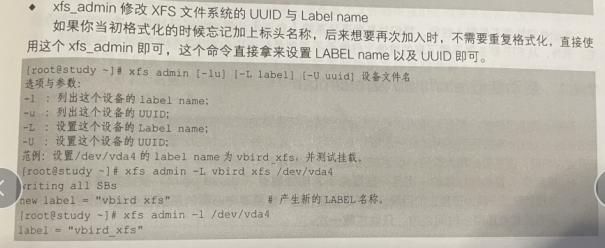 ◆ xfs_admin 修改 XFS 文件系统的 UUID 与 Label name
如果你当初格式化的时候忘记加上标头名称，后来想要再次加入时，不需要重复格式化，直接使
用这个 xfs_admin 即可，这个命令直接拿来设置 LABEL name 以及 UUID 即可。
[root@study ~]# xfs_admin [-lu] [-L label] [-U uuid] 设备文件名
选项与参数：
-l ：列出这个设备的 label name；
-u ：列出这个设备的 UUID；
-L ：设置这个设备的 Label name；
-U ：设置这个设备的 UUID；
范例：设置/dev/vda4 的 label name 为 vbird_xfs，并测试挂载。
[root@study ~]# xfs_admin -L vbird_xfs /dev/vda4
writing all SBs
new label = "vbird_xfs" # 产生新的 LABEL 名称。
[root@study ~]# xfs_admin -l /dev/vda4
label = "vbird_xfs"